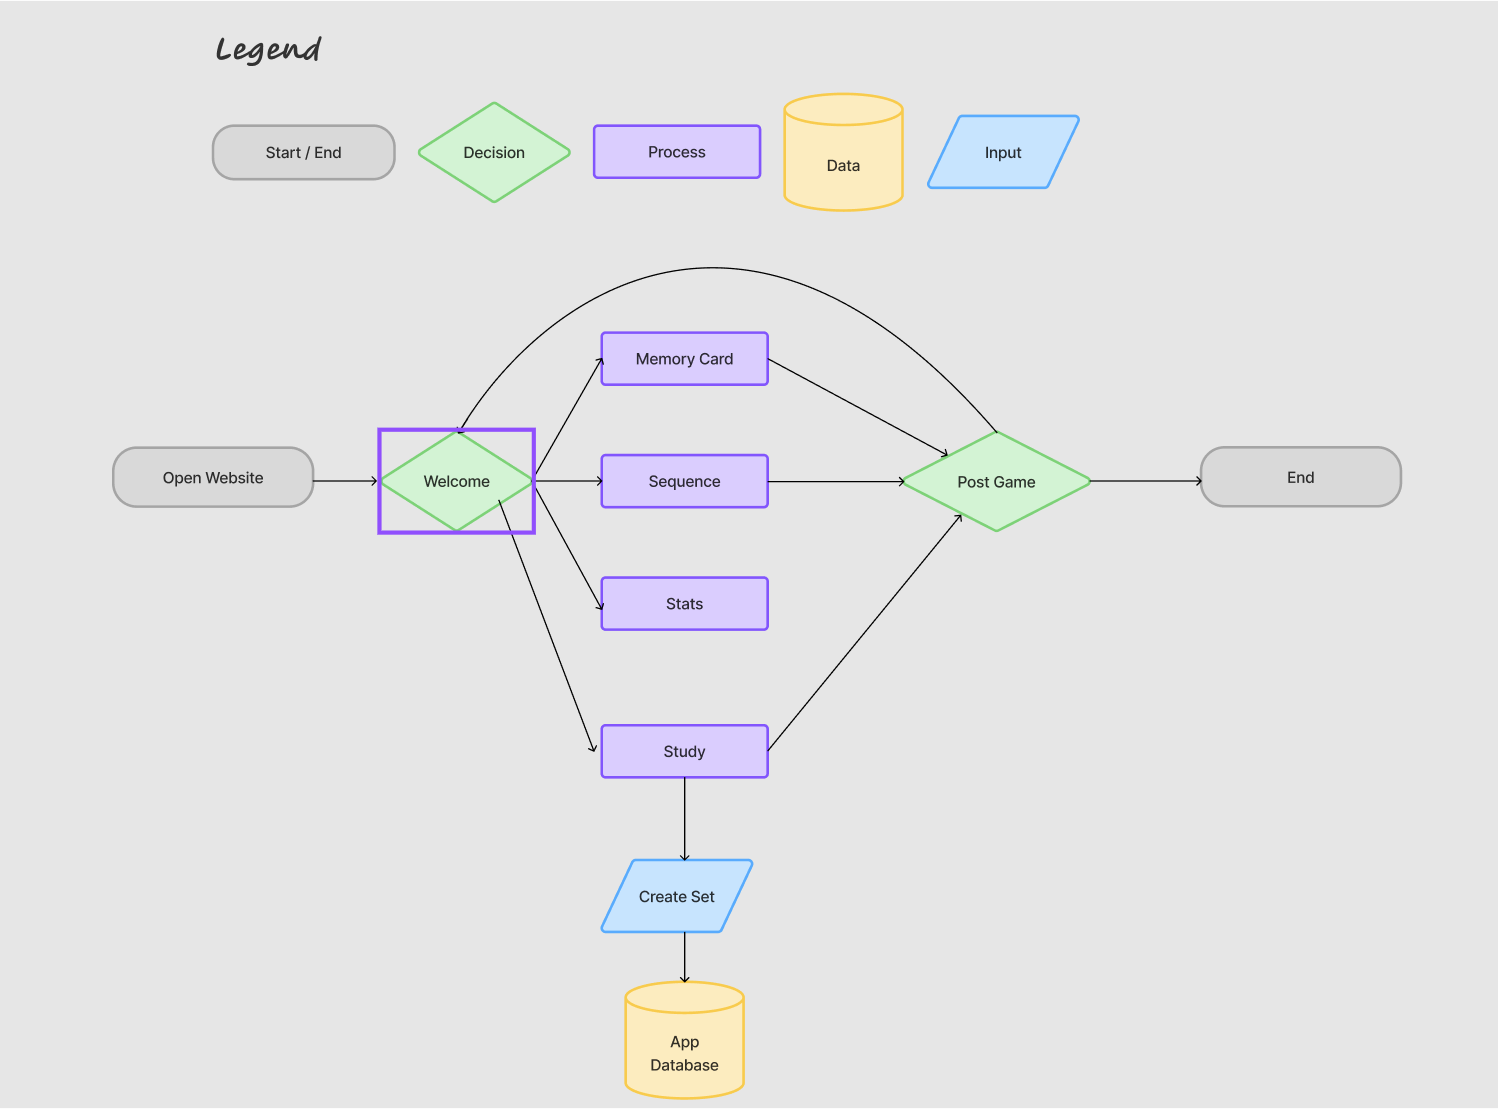 Legend
Start / End
Decision
Process
Data
Input
Memory Card
Open Website
Welcome
Sequence
Post Game
End
Stats
Study
Create Set
App
Database